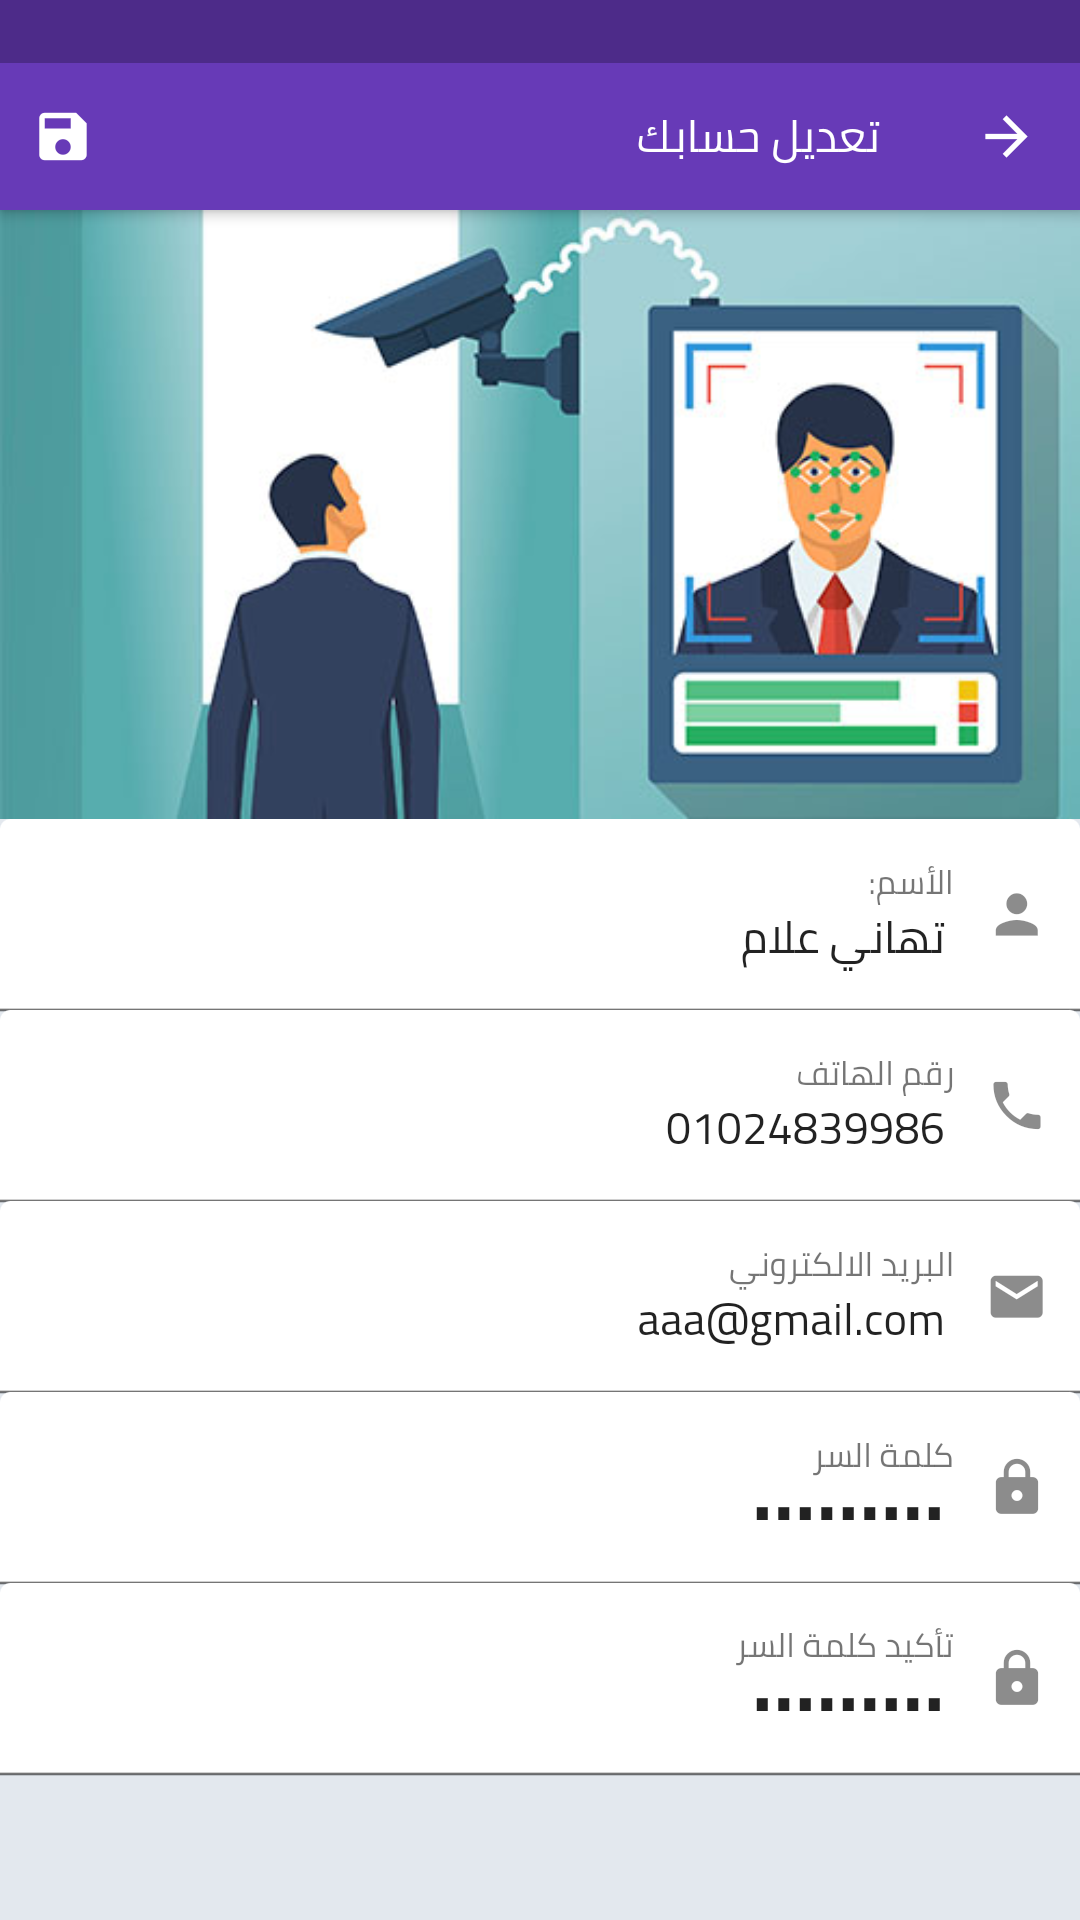 تعديل حسابك
الأسم:
تهاني علام
رقم الهاتف
01024839986
البريد الالكتروني
aaa@gmail.com
كلمة السر
•••••••••
تأكيد كلمة السر
•••••••••